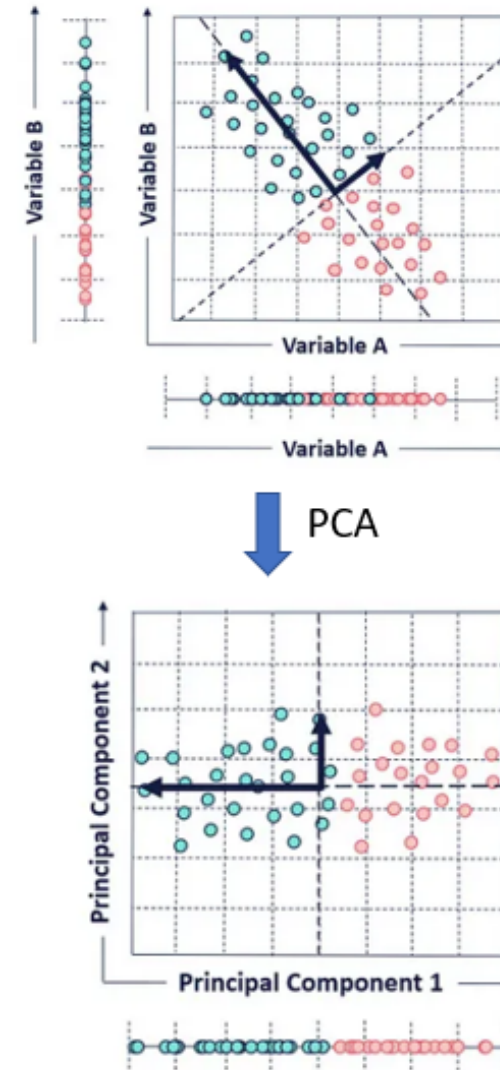 Variable B
Variable B
Variable A
Variable A
PCA
Principal Component 2
Principal Component 1